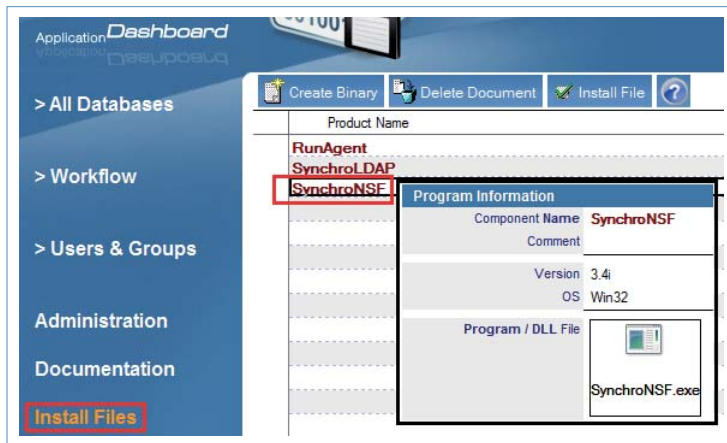 Application Dashboard
> All Databases
> Workflow
> Users & Groups
Administration
Documentation
Install Files
Create Binary
Delete Document
Install File
?
Product Name
RunAgent
SynchroLDAP
SynchroNSF
Program Information
Component Name SynchroNSF
Comment
Version 3.4i
OS Win32
Program / DLL File
SynchroNSF.exe